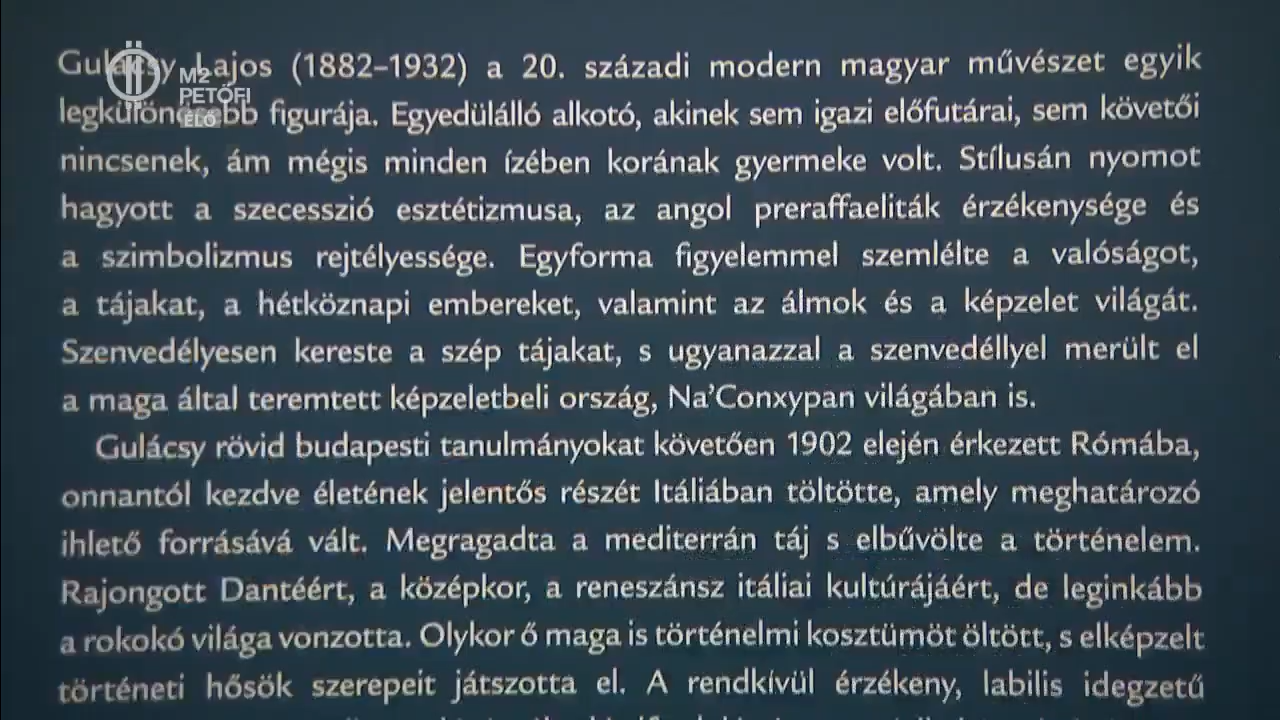 M2
PETŐFI
ÉLŐ
Gulácsy Lajos (1882–1932) a 20. századi modern magyar művészet egyik
legkülönösebb figurája. Egyedülálló alkotó, akinek sem igazi előfutárai, sem követői
nincsenek, ám mégis minden ízében korának gyermeke volt. Stílusán nyomot
hagyott a szecesszió esztétizmusa, az angol preraffaeliták érzékenysége és
a szimbolizmus rejtélyessége. Egyforma figyelemmel szemlélte a valóságot,
a tájakat, a hétköznapi embereket, valamint az álmok és a képzelet világát.
Szenvedélyesen kereste a szép tájakat, s ugyanazzal a szenvedéllyel merült el
a maga által teremtett képzeletbeli ország, Na’Conxypan világában is.
Gulácsy rövid budapesti tanulmányokat követően 1902 elején érkezett Rómába,
onnantól kezdve életének jelentős részét Itáliában töltötte, amely meghatározó
ihlető forrásává vált. Megragadta a mediterrán táj s elbűvölte a történelem.
Rajongott Dantéért, a középkor, a reneszánsz itáliai kultúrájáért, de leginkább
a rokokó világa vonzotta. Olykor ő maga is történelmi kosztümöt öltött, s elképzelt
történeti hősök szerepeit játszotta el. A rendkívül érzékeny, labilis idegzetű